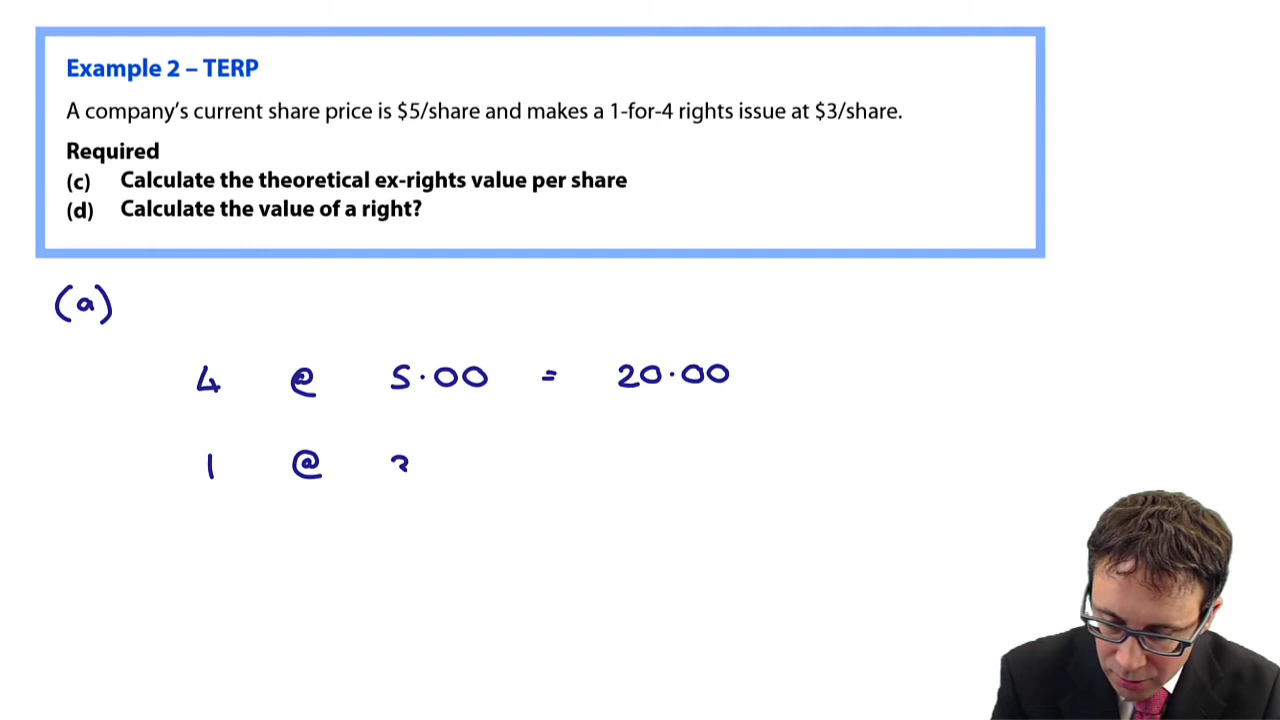 Example 2 – TERP
A company's current share price is $5/share and makes a 1-for-4 rights issue at $3/share.
Required
(c) Calculate the theoretical ex-rights value per share
(d) Calculate the value of a right?
(a)
4 @ 5.00 = 20.00
1 @ 3